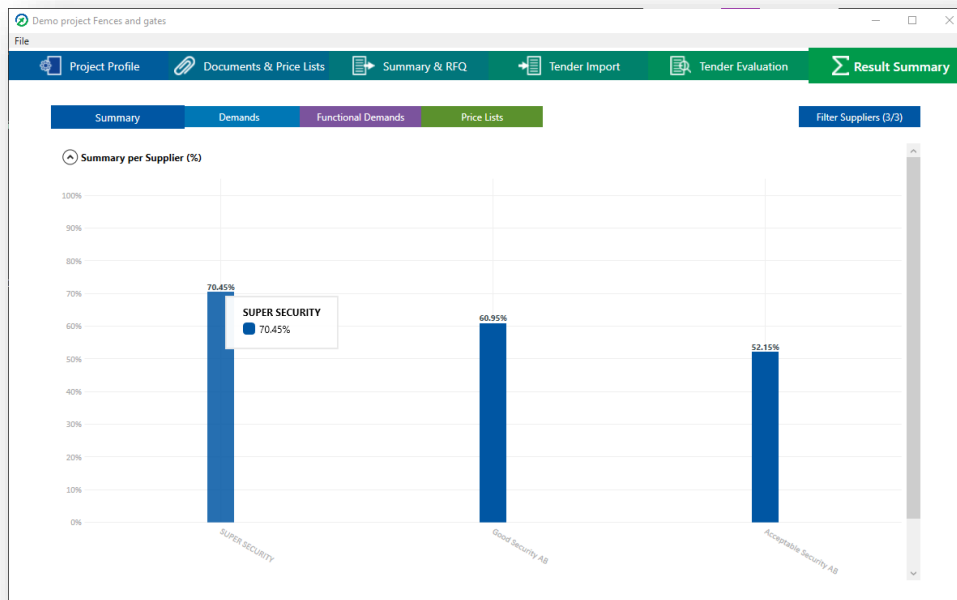 Demo project Fences and gates
File
Project Profile
Documents & Price Lists
Summary & RFQ
Tender Import
Tender Evaluation
Result Summary
Summary
Demands
Functional Demands
Price Lists
Filter Suppliers (3/3)
Summary per Supplier (%)
100%
90%
80%
70%
60%
50%
40%
30%
20%
10%
0%
70.45%
SUPER SECURITY
70.45%
60.95%
52.15%
SUPER SECURITY
Good Security AB
Acceptable Security AB